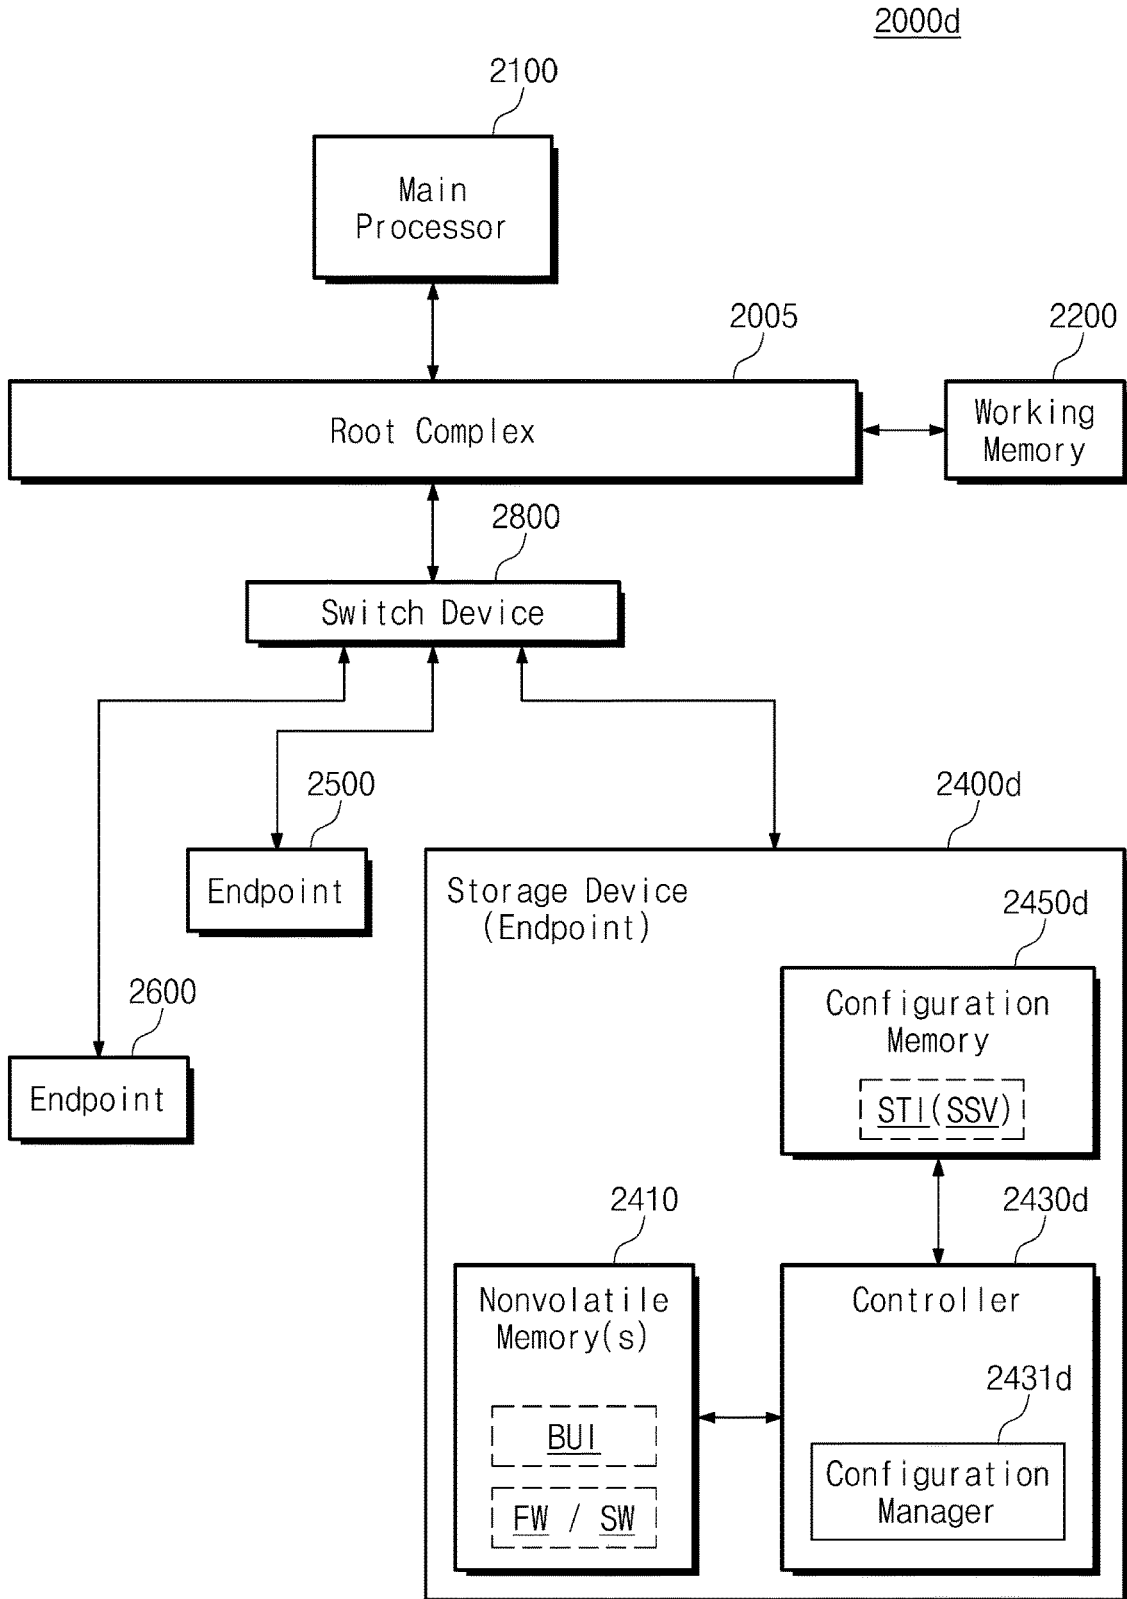 2000d
2100
Main
Processor
2005
2200
Root Complex
Working
Memory
2800
Switch Device
2500
2400d
Endpoint
Storage Device
(Endpoint)
2450d
2600
Configuration
Memory
Endpoint
STI(SSV)
2410
2430d
Nonvolatile
Memory(s)
Controller
2431d
BUI
Configuration
Manager
FW / SW